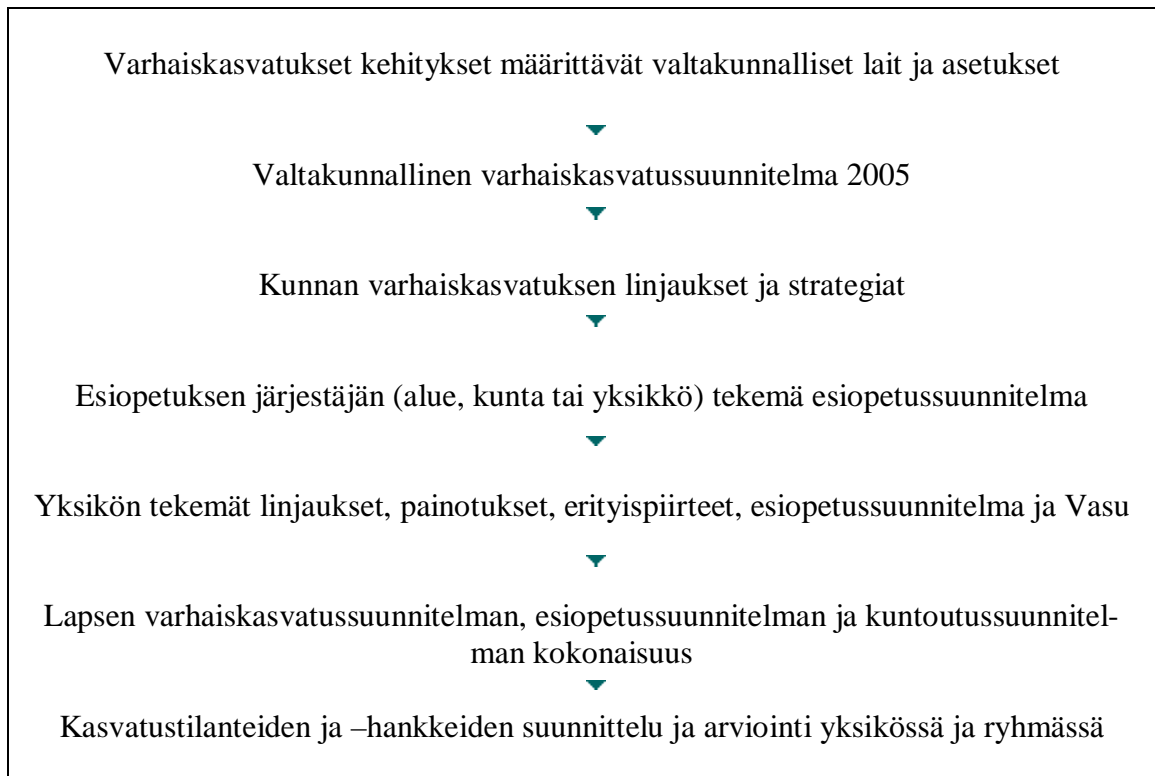 Varhaiskasvatukset kehitykset määrittävät valtakunnalliset lait ja asetukset
Valtakunnallinen varhaiskasvatussuunnitelma 2005
Kunnan varhaiskasvatuksen linjaukset ja strategiat
Esiopetuksen järjestäjän (alue, kunta tai yksikkö) tekemä esiopetussuunnitelma
Yksikön tekemät linjaukset, painotukset, erityispiirteet, esiopetussuunnitelma ja Vasu
Lapsen varhaiskasvatussuunnitelman, esiopetussuunnitelman ja kuntoutussuunnitel-
man kokonaisuus
Kasvatustilanteiden ja –hankkeiden suunnittelu ja arviointi yksikössä ja ryhmässä